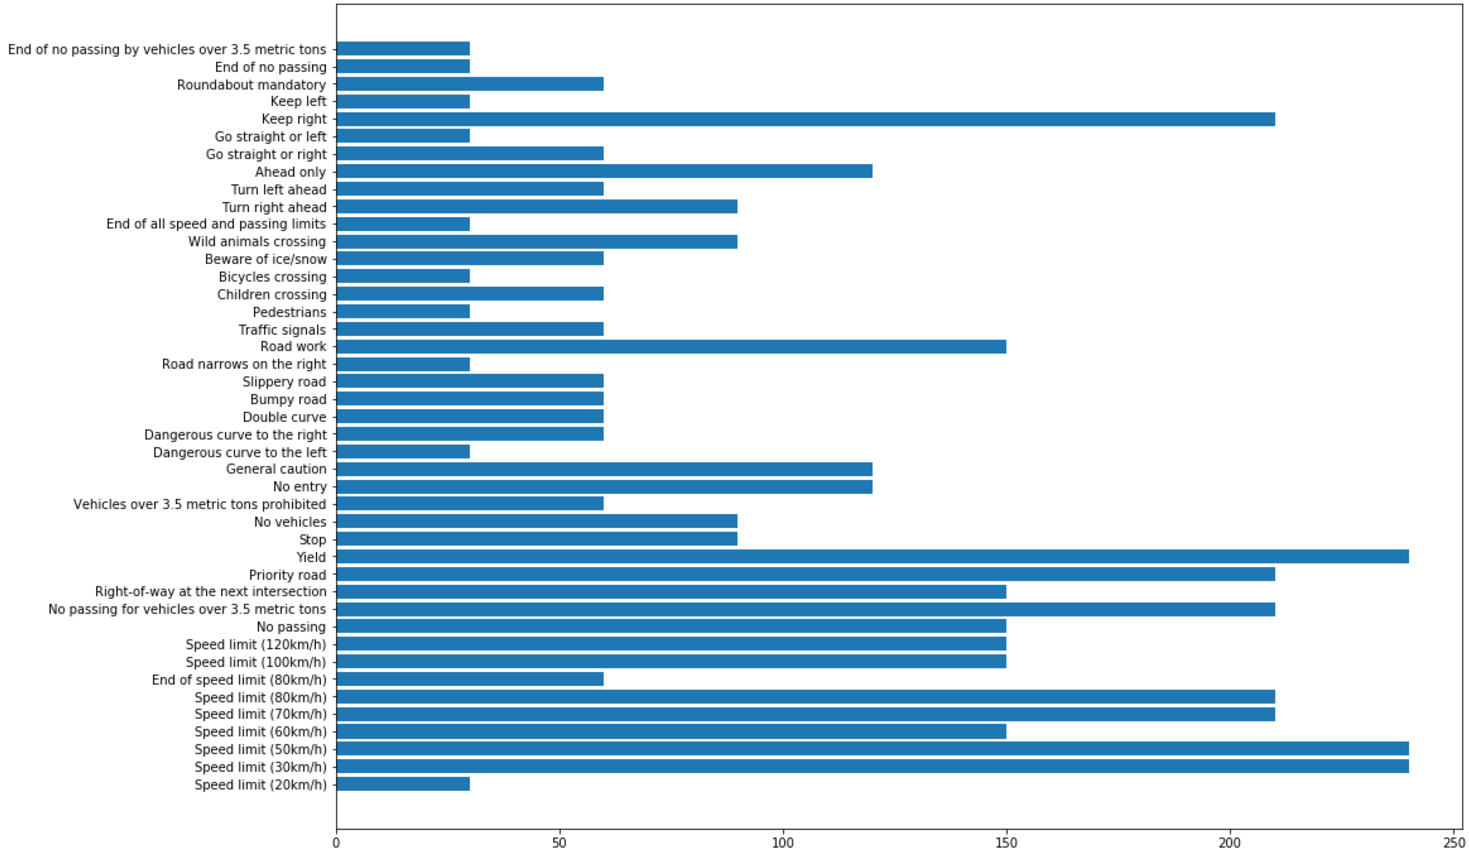 End of no passing by vehicles over 3.5 metric tons
End of no passing
Roundabout mandatory
Keep left
Keep right
Go straight or left
Go straight or right
Ahead only
Turn left ahead
Turn right ahead
End of all speed and passing limits
Wild animals crossing
Beware of ice/snow
Bicycles crossing
Children crossing
Pedestrians
Traffic signals
Road work
Road narrows on the right
Slippery road
Bumpy road
Double curve
Dangerous curve to the right
Dangerous curve to the left
General caution
No entry
Vehicles over 3.5 metric tons prohibited
No vehicles
Stop
Yield
Priority road
Right-of-way at the next intersection
No passing for vehicles over 3.5 metric tons
No passing
Speed limit (120km/h)
Speed limit (100km/h)
End of speed limit (80km/h)
Speed limit (80km/h)
Speed limit (70km/h)
Speed limit (60km/h)
Speed limit (50km/h)
Speed limit (30km/h)
Speed limit (20km/h)
0 50 100 150 200 250